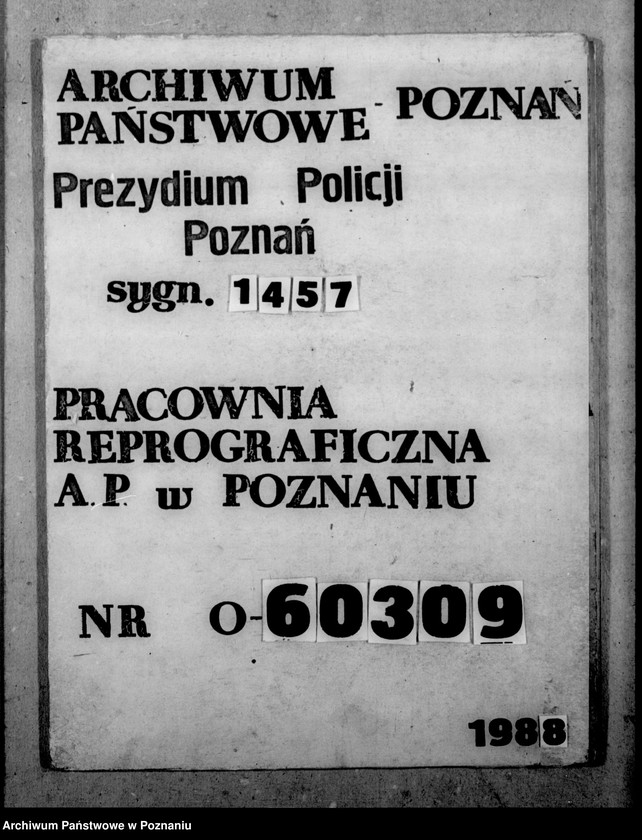 ARCHIWUM
PAŃSTWOWE - POZNAŃ
Prezydium Policji
Poznań
sygn. 1457
PRACOWNIA
REPROGRAFICZNA
A.P. w POZNANIU
NR O-60309
1988
Archiwum Państwowe w Poznaniu